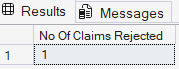 Results Messages
No Of Claims Rejected
1 1